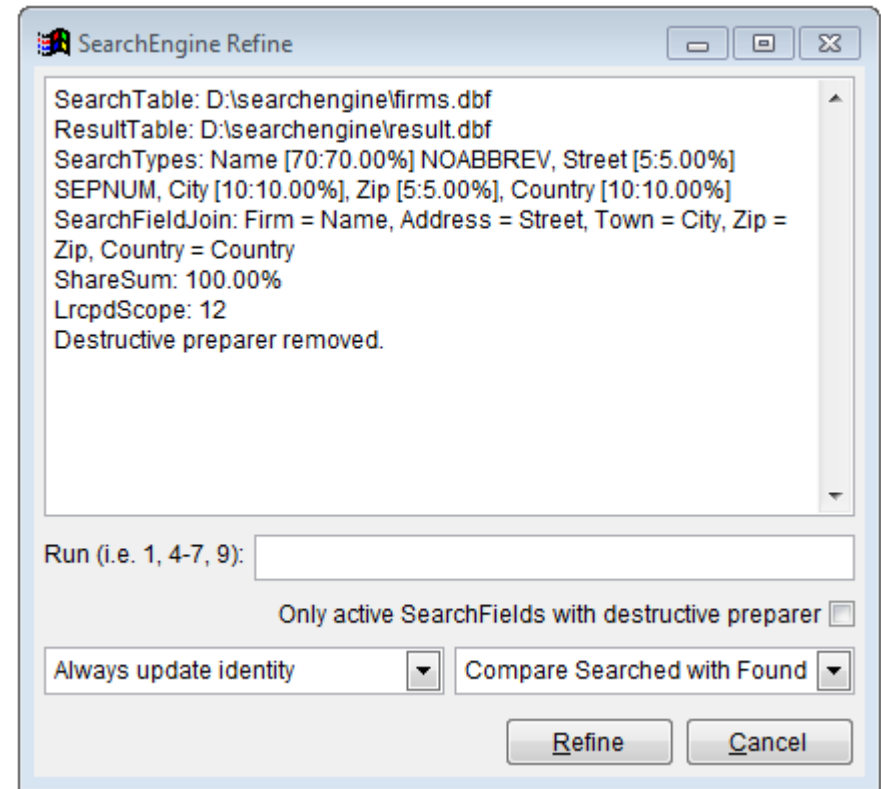 SearchEngine Refine
SearchTable: D:\searchengine\firms.dbf
ResultTable: D:\searchengine\result.dbf
SearchTypes: Name [70:70.00%] NOABBREV, Street [5:5.00%]
SEPNUM, City [10:10.00%], Zip [5:5.00%], Country [10:10.00%]
SearchFieldJoin: Firm = Name, Address = Street, Town = City, Zip =
Zip, Country = Country
ShareSum: 100.00%
LrcpdScope: 12
Destructive preparer removed.
Run (i.e. 1, 4-7, 9):
Only active SearchFields with destructive preparer
Always update identity
Compare Searched with Found
Refine
Cancel